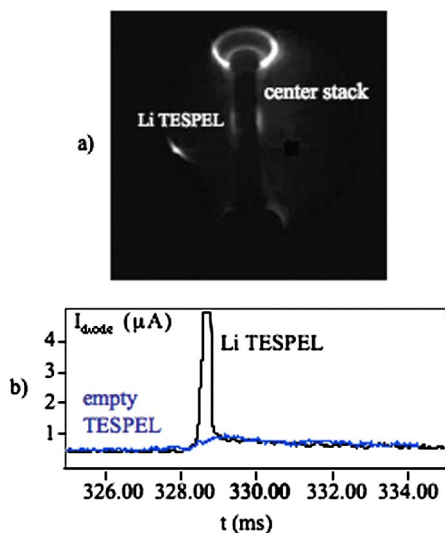 center stack
Li TESPEL
a)
I_diode (µA)
4
3
2
1
Li TESPEL
b)
empty
TESPEL
326.00 328.00 330.00 332.00 334.00
t (ms)